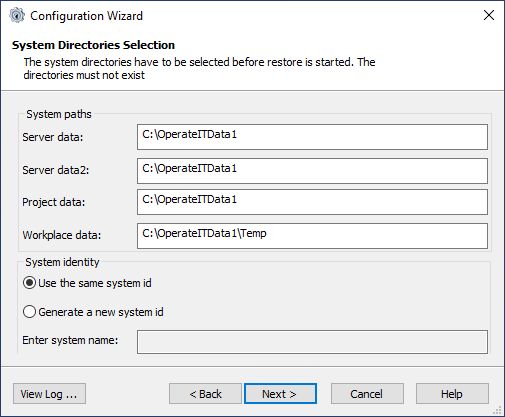 Configuration Wizard
System Directories Selection
The system directories have to be selected before restore is started. The
directories must not exist
System paths
Server data: C:\OperateITData1
Server data2: C:\OperateITData1
Project data: C:\OperateITData1
Workplace data: C:\OperateITData1\Temp
System identity
Use the same system id
Generate a new system id
Enter system name:
View Log ... < Back Next > Cancel Help